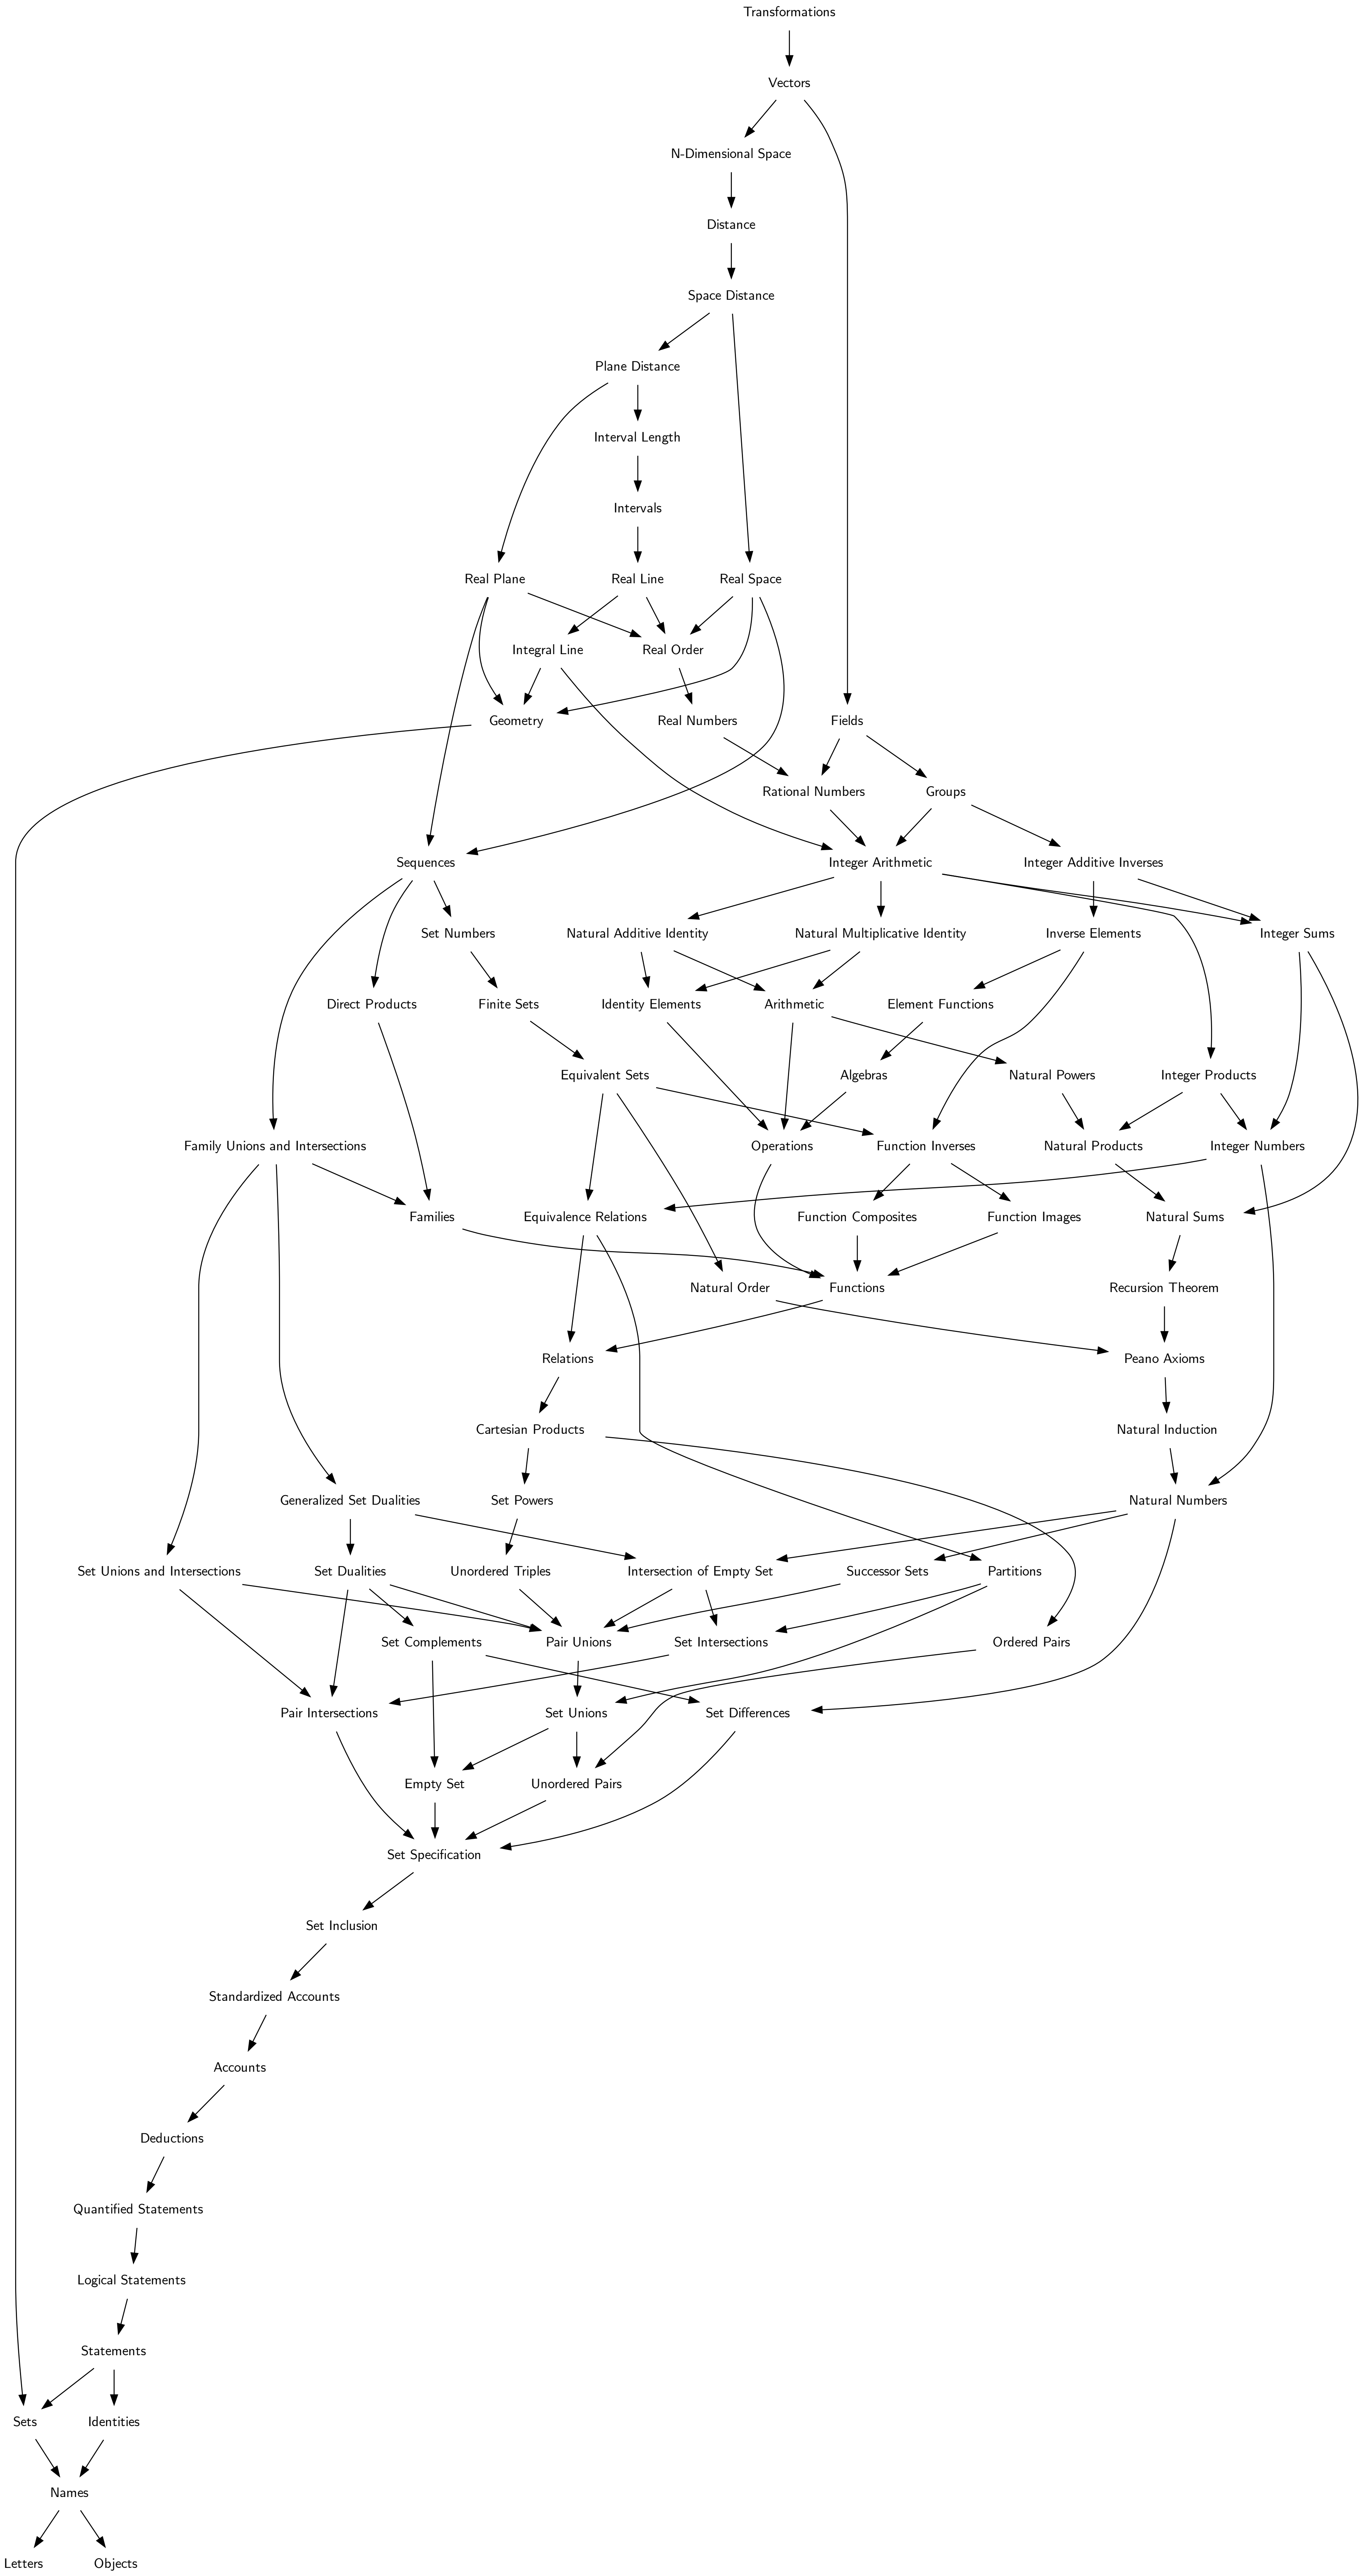 Transformations
Vectors
N-Dimensional Space
Distance
Space Distance
Plane Distance
Interval Length
Intervals
Real Plane
Real Line
Real Space
Integral Line
Real Order
Geometry
Real Numbers
Fields
Rational Numbers
Groups
Sequences
Integer Arithmetic
Integer Additive Inverses
Set Numbers
Natural Additive Identity
Natural Multiplicative Identity
Inverse Elements
Integer Sums
Direct Products
Finite Sets
Identity Elements
Arithmetic
Element Functions
Equivalent Sets
Algebras
Natural Powers
Integer Products
Family Unions and Intersections
Operations
Function Inverses
Natural Products
Integer Numbers
Families
Equivalence Relations
Function Composites
Function Images
Natural Sums
Natural Order
Functions
Recursion Theorem
Relations
Peano Axioms
Cartesian Products
Natural Induction
Generalized Set Dualities
Set Powers
Natural Numbers
Set Unions and Intersections
Set Dualities
Unordered Triples
Intersection of Empty Set
Successor Sets
Partitions
Set Complements
Pair Unions
Set Intersections
Ordered Pairs
Pair Intersections
Set Unions
Set Differences
Empty Set
Unordered Pairs
Set Specification
Set Inclusion
Standardized Accounts
Accounts
Deductions
Quantified Statements
Logical Statements
Statements
Sets
Identities
Names
Letters
Objects